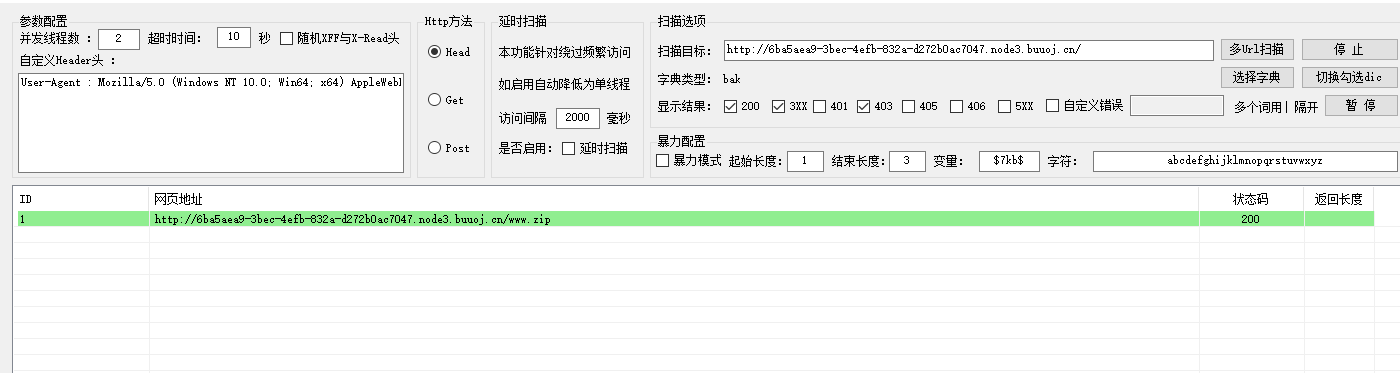 参数配置
并发线程数 : 2 超时时间: 10 秒 随机XFF与X-Read头
自定义Header头 :
User-Agent : Mozilla/5.0 (Windows NT 10.0; Win64; x64) AppleWebK
Http方法
Head
Get
Post
延时扫描
本功能针对绕过频繁访问
如启用自动降低为单线程
访问间隔 2000 毫秒
是否启用: 延时扫描
扫描选项
扫描目标: http://6ba5aea9-3bec-4efb-832a-d272b0ac7047.node3.buuoj.cn/ 多Url扫描 停 止
字典类型: bak 选择字典 切换勾选dic
显示结果: 200 3XX 401 403 405 406 5XX 自定义错误 多个词用| 隔开 暂 停
暴力配置
暴力模式 起始长度: 1 结束长度: 3 变量: $7kb$ 字符: abcdefghijklmnopqrstuvwxyz
ID 网页地址 状态码 返回长度
1 http://6ba5aea9-3bec-4efb-832a-d272b0ac7047.node3.buuoj.cn/www.zip 200